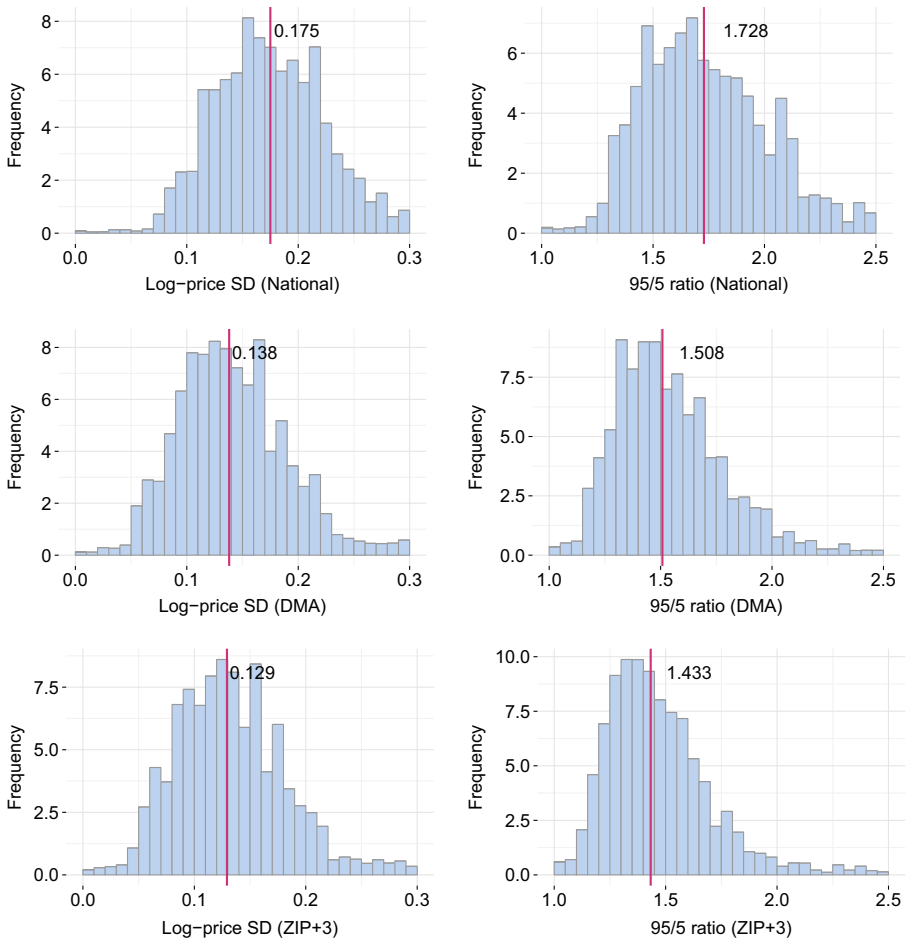 0.175
Frequency
8
6
4
2
0
0.0 0.1 0.2 0.3
Log−price SD (National)
1.728
Frequency
6
4
2
0
1.0 1.5 2.0 2.5
95/5 ratio (National)
0.138
Frequency
8
6
4
2
0
0.0 0.1 0.2 0.3
Log−price SD (DMA)
1.508
Frequency
7.5
5.0
2.5
0.0
1.0 1.5 2.0 2.5
95/5 ratio (DMA)
0.129
Frequency
7.5
5.0
2.5
0.0
0.0 0.1 0.2 0.3
Log−price SD (ZIP+3)
1.433
Frequency
10.0
7.5
5.0
2.5
0.0
1.0 1.5 2.0 2.5
95/5 ratio (ZIP+3)